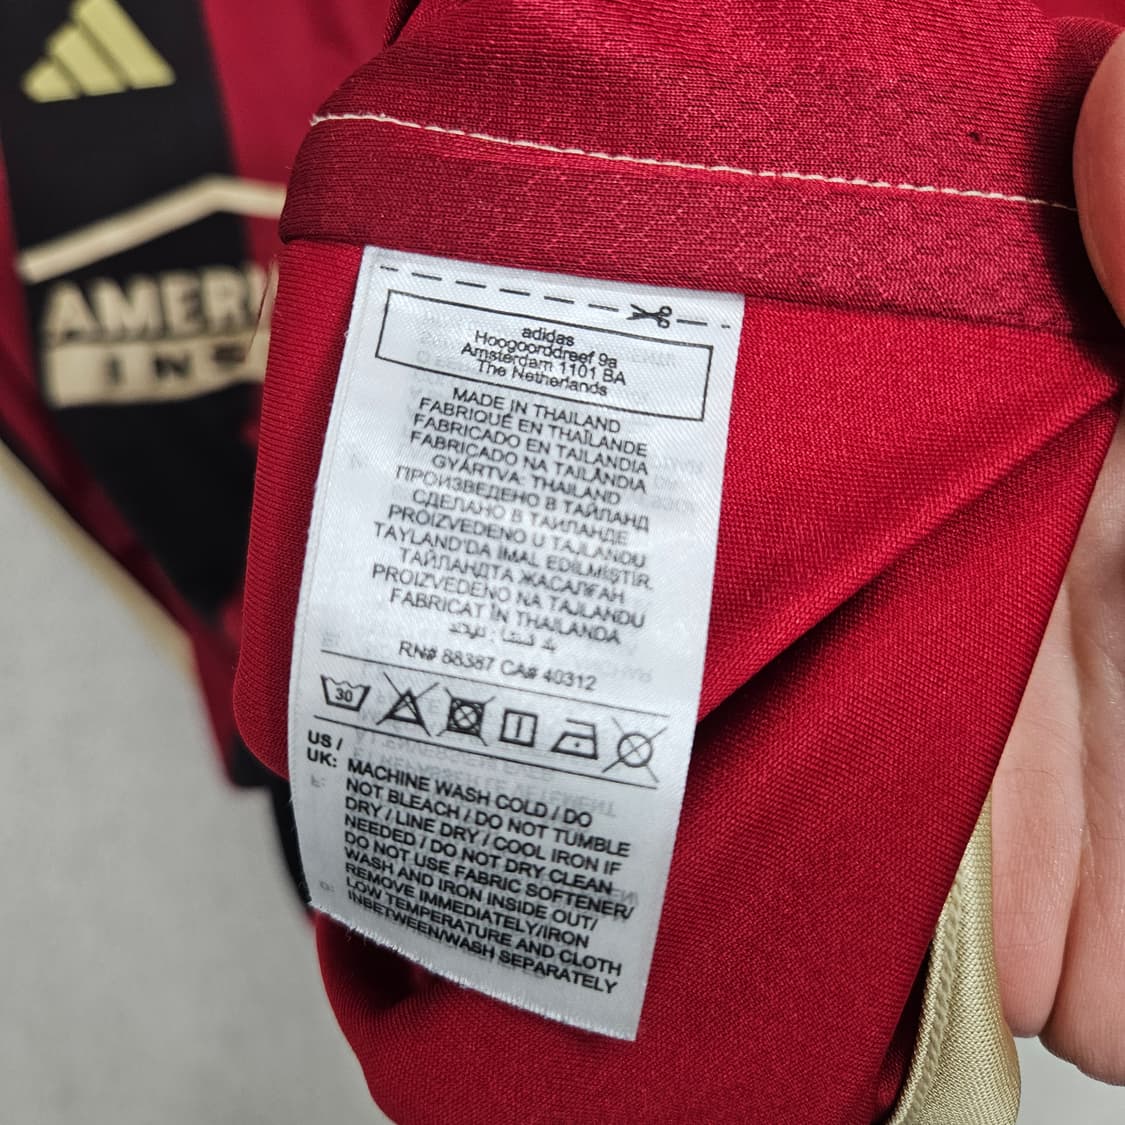 AMERI
INS
adidas
Hoogoorddreef 9a
Amsterdam 1101 BA
The Netherlands
MADE IN THAILAND
FABRIQUÉ EN THAÏLANDE
FABRICADO EN TAILANDIA
FABRICADO NA TAILÂNDIA
GYÁRTVA: THAILAND
ПРОИЗВЕДЕНО В ТАЙЛАНД
СДЕЛАНО В ТАИЛАНДЕ
PROIZVEDENO U TAJLANDU
TAYLAND'DA İMAL EDİLMİŞTİR.
ТАЙЛАНДТА ЖАСАЛҒАН
PROIZVEDENO NA TAJLANDU
FABRICAT ÎN THAILANDA
RN# 88387 CA# 40312
30
US /
UK: MACHINE WASH COLD / DO
NOT BLEACH / DO NOT TUMBLE
DRY / LINE DRY / COOL IRON IF
NEEDED / DO NOT DRY CLEAN
DO NOT USE FABRIC SOFTENER/
WASH AND IRON INSIDE OUT/
REMOVE IMMEDIATELY/IRON
LOW TEMPERATURE AND CLOTH
INBETWEEN/WASH SEPARATELY